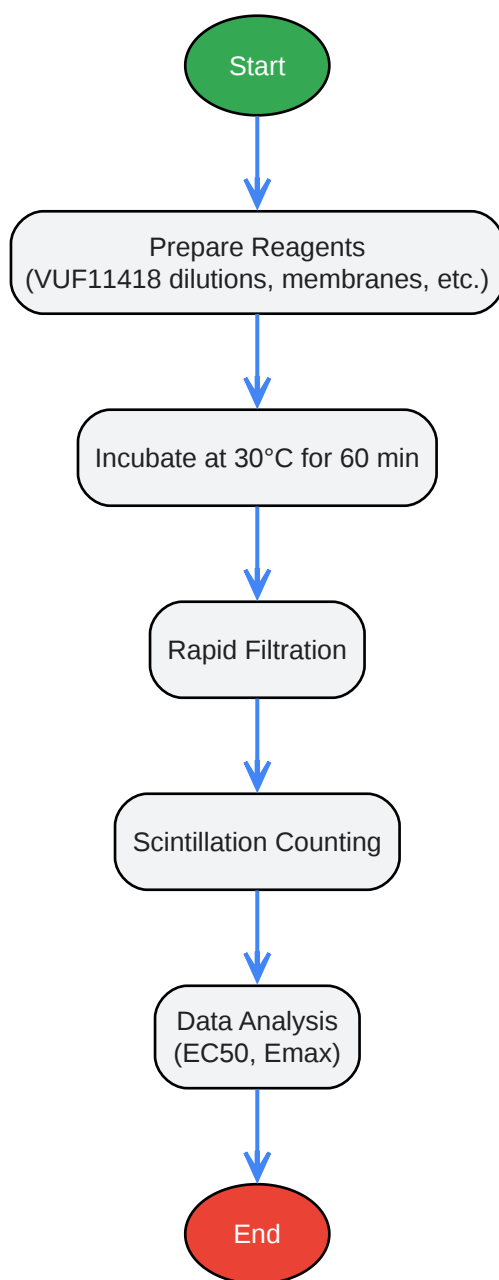 Start
Prepare Reagents
(VUF11418 dilutions, membranes, etc.)
Incubate at 30°C for 60 min
Rapid Filtration
Scintillation Counting
Data Analysis
(EC50, Emax)
End